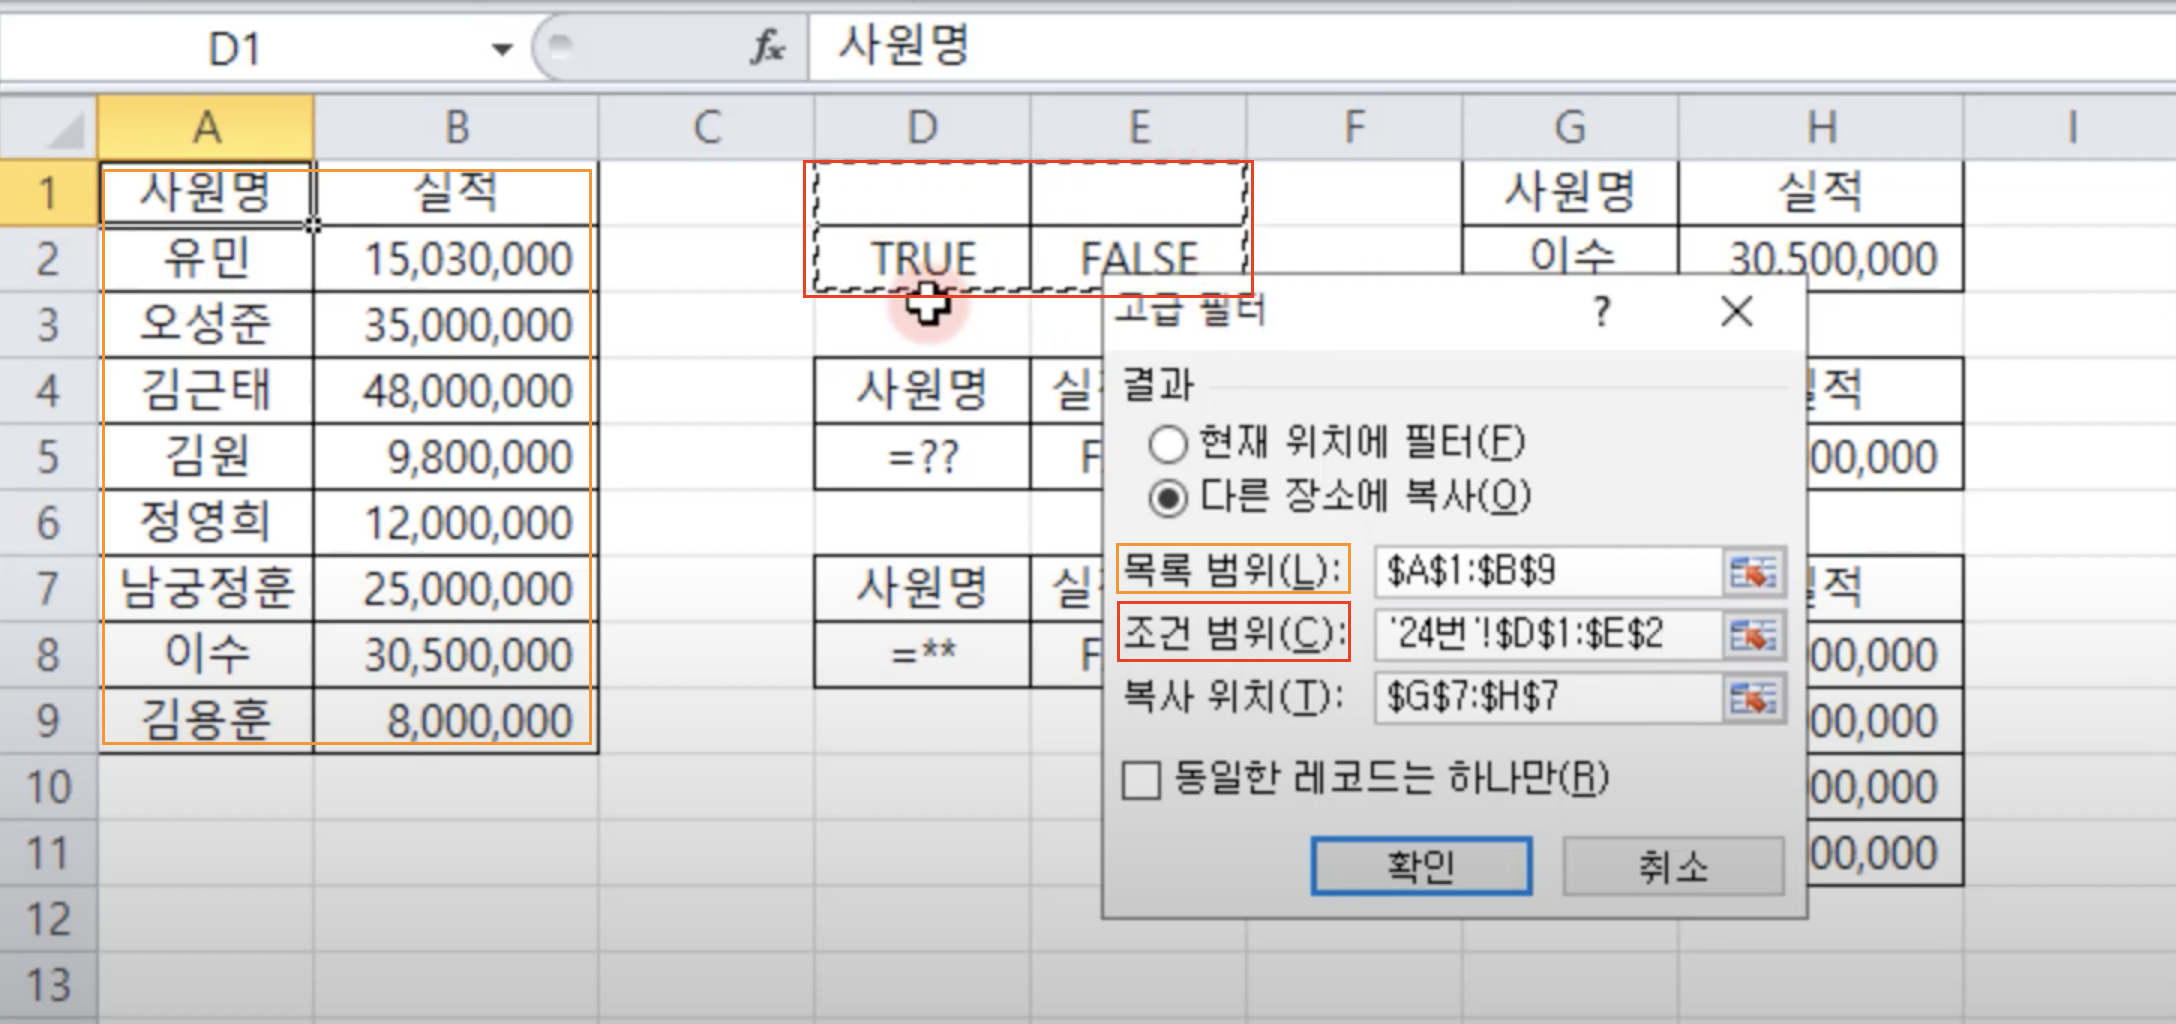 D1 fx 사원명
A B C D E F G H I
1 사원명 실적 사원명 실적
2 유민 15,030,000 TRUE FALSE 이수 30,500,000
3 오성준 35,000,000
4 김근태 48,000,000 사원명 실 적
5 김원 9,800,000 =?? F 00,000
6 정영희 12,000,000
7 남궁정훈 25,000,000 사원명 실 적
8 이수 30,500,000 =** F 00,000
9 김용훈 8,000,000 00,000
10 00,000
11 00,000
12
13
고급 필터 ?
결과
현재 위치에 필터(F)
다른 장소에 복사(O)
목록 범위(L): $A$1:$B$9
조건 범위(C): '24번'!$D$1:$E$2
복사 위치(T): $G$7:$H$7
동일한 레코드는 하나만(R)
확인 취소